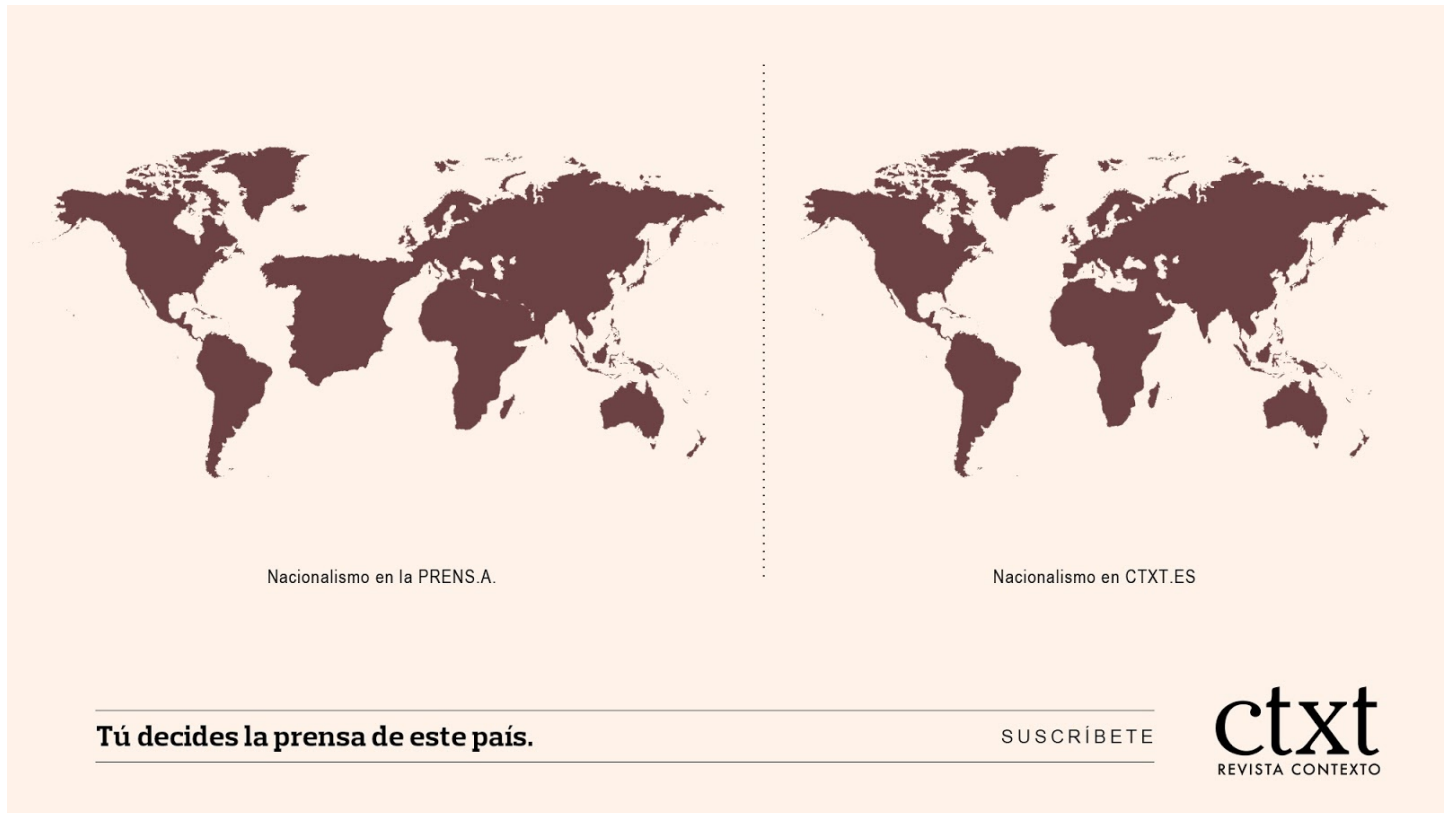 Nacionalismo en la PRENS.A.
Nacionalismo en CTXT.ES
Tú decides la prensa de este país.
SUSCRÍBETE
ctxt
REVISTA CONTEXTO